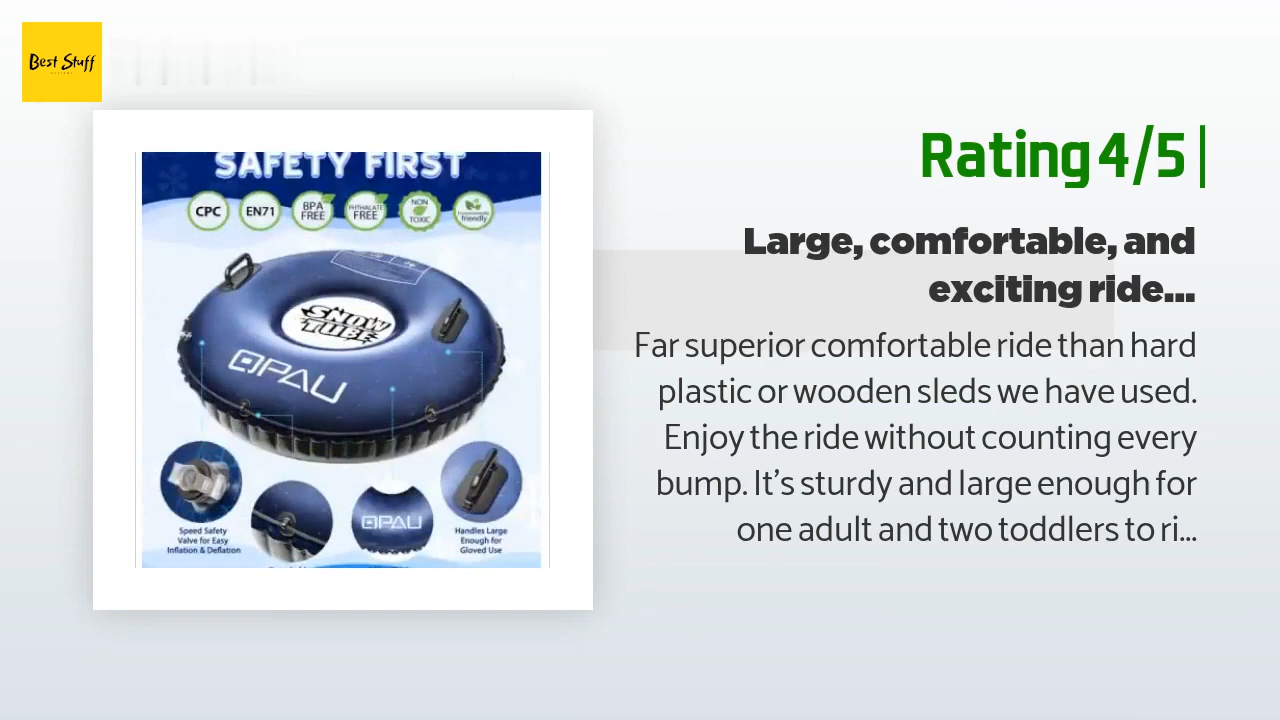 Best Stuff
SAFETY FIRST
CPC
EN71
BPA
FREE
PHTHALATE
FREE
NON
TOXIC
friendly
SNOW
TUBE
OPAU
OPAU
Speed Safety
Valve for Easy
Inflation & Deflation
Handles Large
Enough for
Gloved Use
Rating 4/5 |
Large, comfortable, and
exciting ride...
Far superior comfortable ride than hard
plastic or wooden sleds we have used.
Enjoy the ride without counting every
bump. It's sturdy and large enough for
one adult and two toddlers to ri...